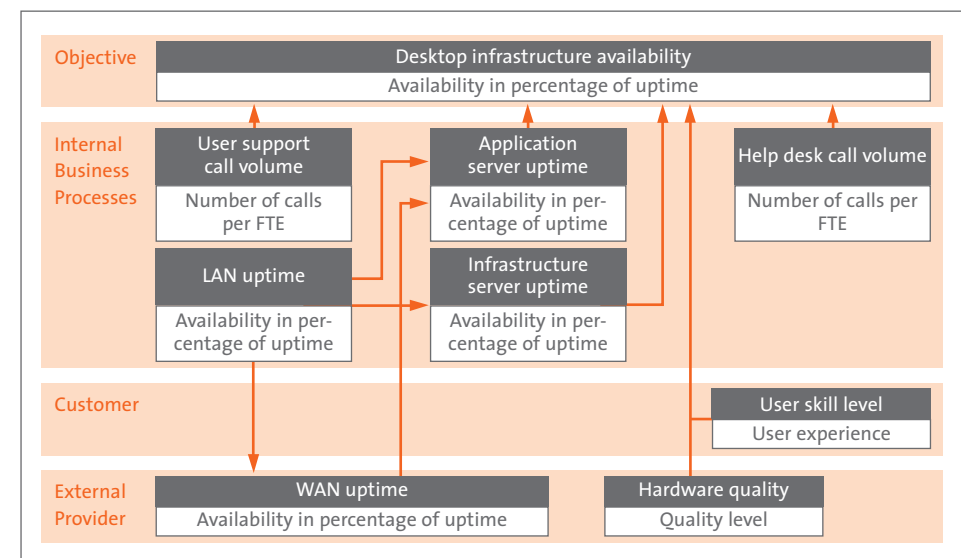 Objective
Desktop infrastructure availability
Availability in percentage of uptime
Internal
Business
Processes
User support
call volume
Number of calls
per FTE
Application
server uptime
Availability in per-
centage of uptime
Help desk call volume
Number of calls per
FTE
LAN uptime
Availability in per-
centage of uptime
Infrastructure
server uptime
Availability in per-
centage of uptime
Customer
User skill level
User experience
External
Provider
WAN uptime
Availability in percentage of uptime
Hardware quality
Quality level